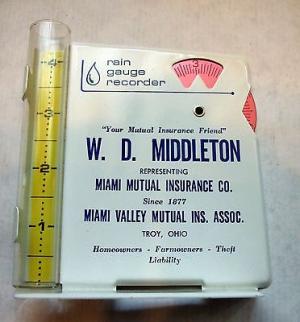 rain
gauge
recorder
3
"Your Mutual Insurance Friend"
W. D. MIDDLETON
REPRESENTING
MIAMI MUTUAL INSURANCE CO.
Since 1877
MIAMI VALLEY MUTUAL INS. ASSOC.
TROY, OHIO
Homeowners - Farmowners - Theft
Liability
4
3
2
1